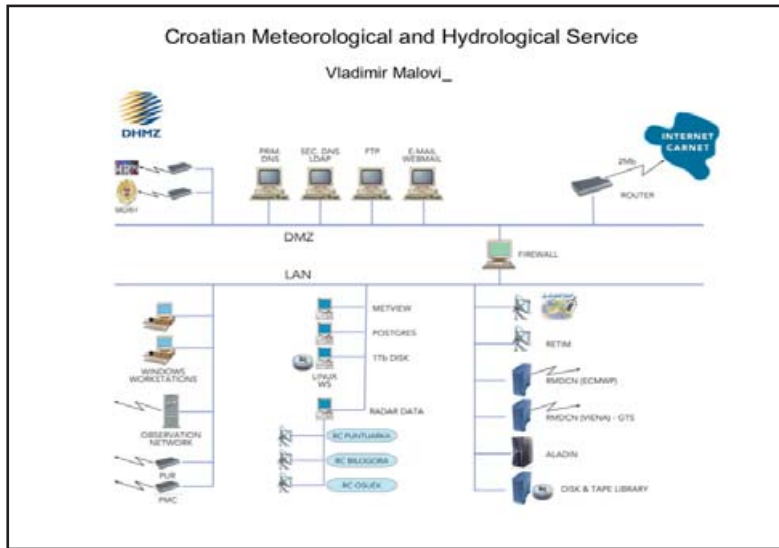 Croatian Meteorological and Hydrological Service
Vladimir Malovi_
DHMZ
PRIM.
DNS
SEC. DNS
LDAP
FTP
E-MAIL
WEBMAIL
INTERNET
CARNET
2Mb
ROUTER
MORH
DMZ
FIREWALL
LAN
WINDOWS
WORKSTATIONS
OBSERVATION
NETWORK
PUR
PMC
METVIEW
POSTGRES
1Tb DISK
LINUX
WS
RADAR DATA
RC PUNTIJARKA
RC BILOGORA
RC OSIJEK
RETIM
RMDCN (ECMWP)
RMDCN (VIENA) - GTS
ALADIN
DISK & TAPE LIBRARY